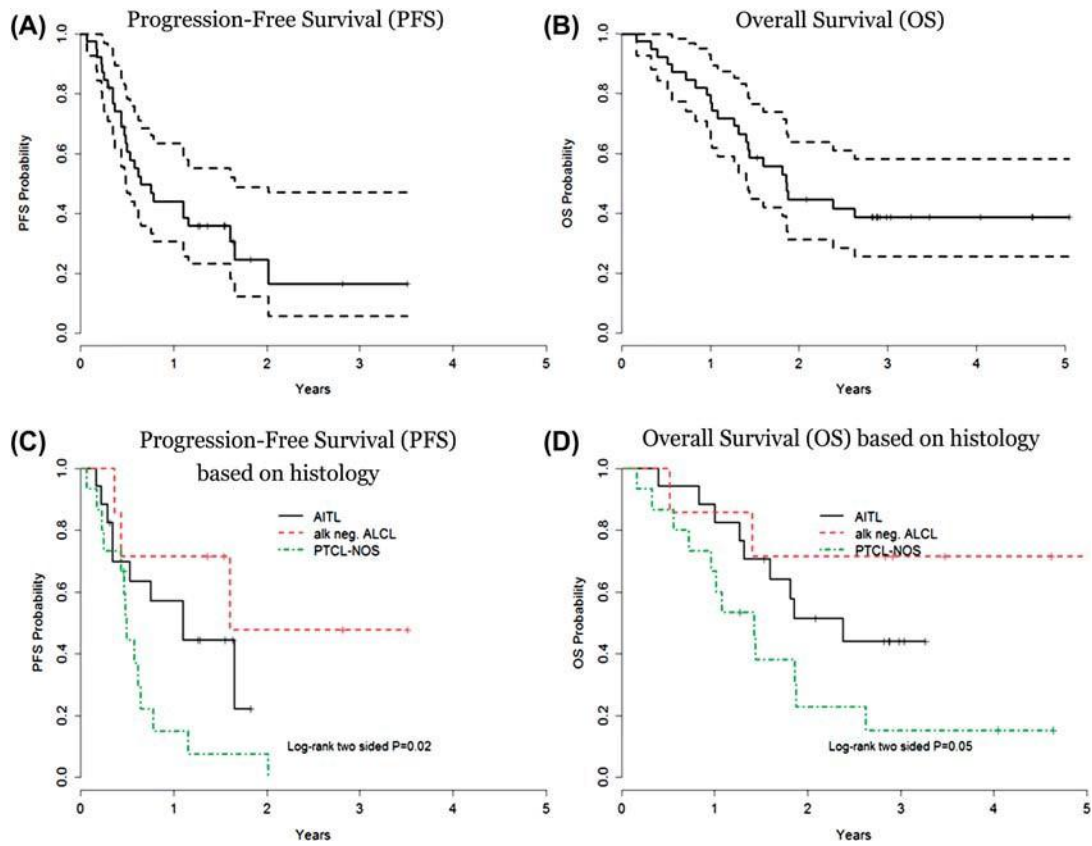 (A)
Progression-Free Survival (PFS)
PFS Probability
1.0
0.8
0.6
0.4
0.2
0.0
0 1 2 3 4 5
Years
(B)
Overall Survival (OS)
OS Probability
1.0
0.8
0.6
0.4
0.2
0.0
0 1 2 3 4 5
Years
(C)
Progression-Free Survival (PFS)
based on histology
PFS Probability
1.0
0.8
0.6
0.4
0.2
0.0
AITL
alk neg. ALCL
PTCL-NOS
Log-rank two sided P=0.02
0 1 2 3 4 5
Years
(D)
Overall Survival (OS) based on histology
OS Probability
1.0
0.8
0.6
0.4
0.2
0.0
AITL
alk neg. ALCL
PTCL-NOS
Log-rank two sided P=0.05
0 1 2 3 4 5
Years